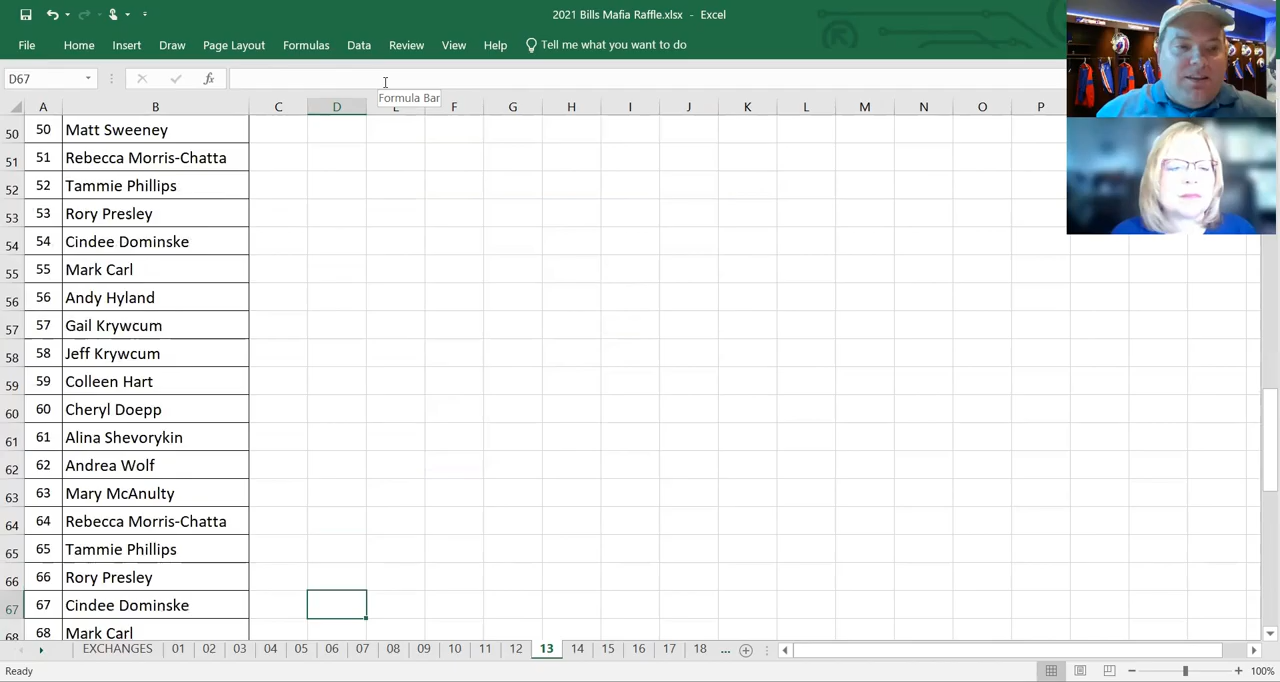 2021 Bills Mafia Raffle.xlsx - Excel
File Home Insert Draw Page Layout Formulas Data Review View Help Tell me what you want to do
D67 fx
Formula Bar
A B C D E F G H I J K L M N O P
50 50 Matt Sweeney
51 51 Rebecca Morris-Chatta
52 52 Tammie Phillips
53 53 Rory Presley
54 54 Cindee Dominske
55 55 Mark Carl
56 56 Andy Hyland
57 57 Gail Krywcum
58 58 Jeff Krywcum
59 59 Colleen Hart
60 60 Cheryl Doepp
61 61 Alina Shevorykin
62 62 Andrea Wolf
63 63 Mary McAnulty
64 64 Rebecca Morris-Chatta
65 65 Tammie Phillips
66 66 Rory Presley
67 67 Cindee Dominske
68 68 Mark Carl
EXCHANGES 01 02 03 04 05 06 07 08 09 10 11 12 13 14 15 16 17 18 ...
Ready 100%